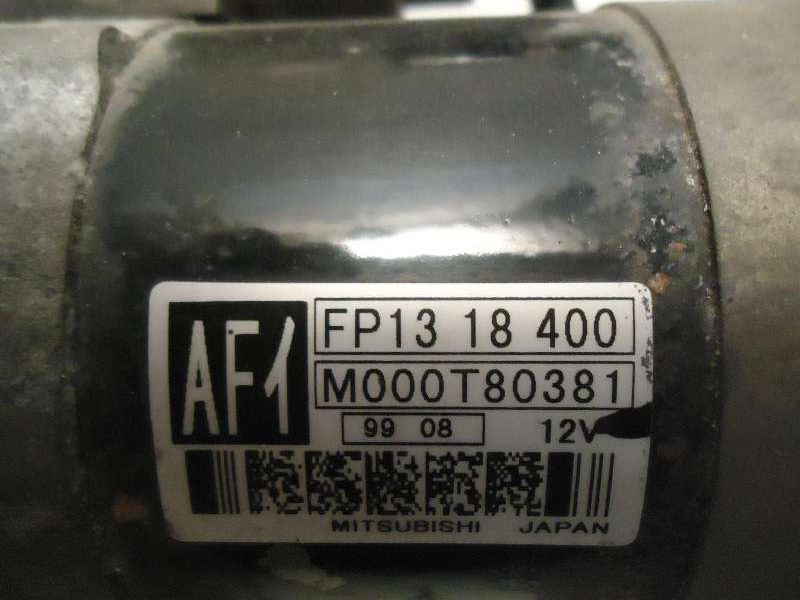 AF1
FP13 18 400
M000T80381
99 08 12V
MITSUBISHI JAPAN